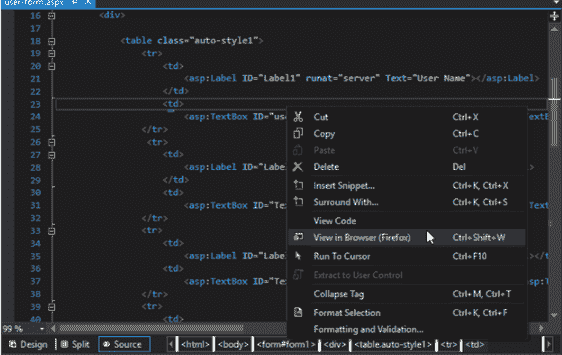 user-form.aspx
16 <div>
17
18 <table class="auto-style1">
19 <tr>
20 <td>
21 <asp:Label ID="Label1" runat="server" Text="User Name"></asp:Label>
22 </td>
23 <td>
24 <asp:TextBox ID="us
25 </tr>
26 <tr>
27 <td>
28 <asp:Label ID="Labe l>
29 <td>
30
31 <asp:TextBox ID="Te Text
32 </tr>
33 <tr>
34 <td>
35 <asp:Label ID="Labe ></t
36 <td>
37 <asp:TextBox ID="Te p:T
38 </tr>
39 <tr>
40 <td>
Cut Ctrl+X
Copy Ctrl+C
Paste Ctrl+V
Delete Del
Insert Snippet... Ctrl+K, Ctrl+X
Surround With... Ctrl+K, Ctrl+S
View Code
View in Browser (Firefox) Ctrl+Shift+W
Run To Cursor Ctrl+F10
Extract to User Control
Collapse Tag Ctrl+M, Ctrl+T
Format Selection Ctrl+K, Ctrl+F
Formatting and Validation...
99 %
Design Split Source <html> <body> <form#form1> <div> <table.auto-style1> <tr> <td>